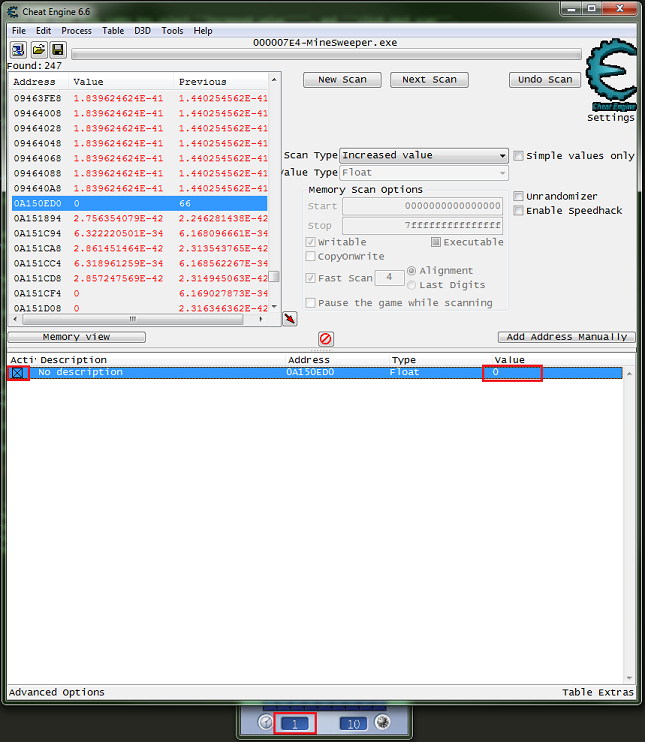 Cheat Engine 6.6
File Edit Process Table D3D Tools Help
000007E4-MineSweeper.exe
Found:247
Address Value Previous
09463FE8 1.839624624E-41 1.440254562E-41
09464008 1.839624624E-41 1.440254562E-41
09464028 1.839624624E-41 1.440254562E-41
09464048 1.839624624E-41 1.440254562E-41
09464068 1.839624624E-41 1.440254562E-41
09464088 1.839624624E-41 1.440254562E-41
094640A8 1.839624624E-41 1.440254562E-41
0A150ED0 0 66
0A151894 2.756354079E-42 2.246281438E-42
0A151C94 6.322220501E-34 6.168096661E-34
0A151CA8 2.861451464E-42 2.313543765E-42
0A151CC4 6.318961259E-34 6.168562267E-34
0A151CD8 2.857247569E-42 2.314945063E-42
0A151CF4 0 6.169027873E-34
0A151D08 0 2.316346362E-42
New Scan Next Scan Undo Scan
Cheat Engine
Settings
Scan Type Increased value Simple values only
Value Type Float
Memory Scan Options
Start 0000000000000000
Stop 7fffffffffffffff
Writable Executable
CopyOnWrite
Fast Scan 4 Alignment
Last Digits
Pause the game while scanning
Unrandomizer
Enable Speedhack
Memory view Add Address Manually
Acti Description Address Type Value
No description 0A150ED0 Float 0
Advanced Options Table Extras
1 10